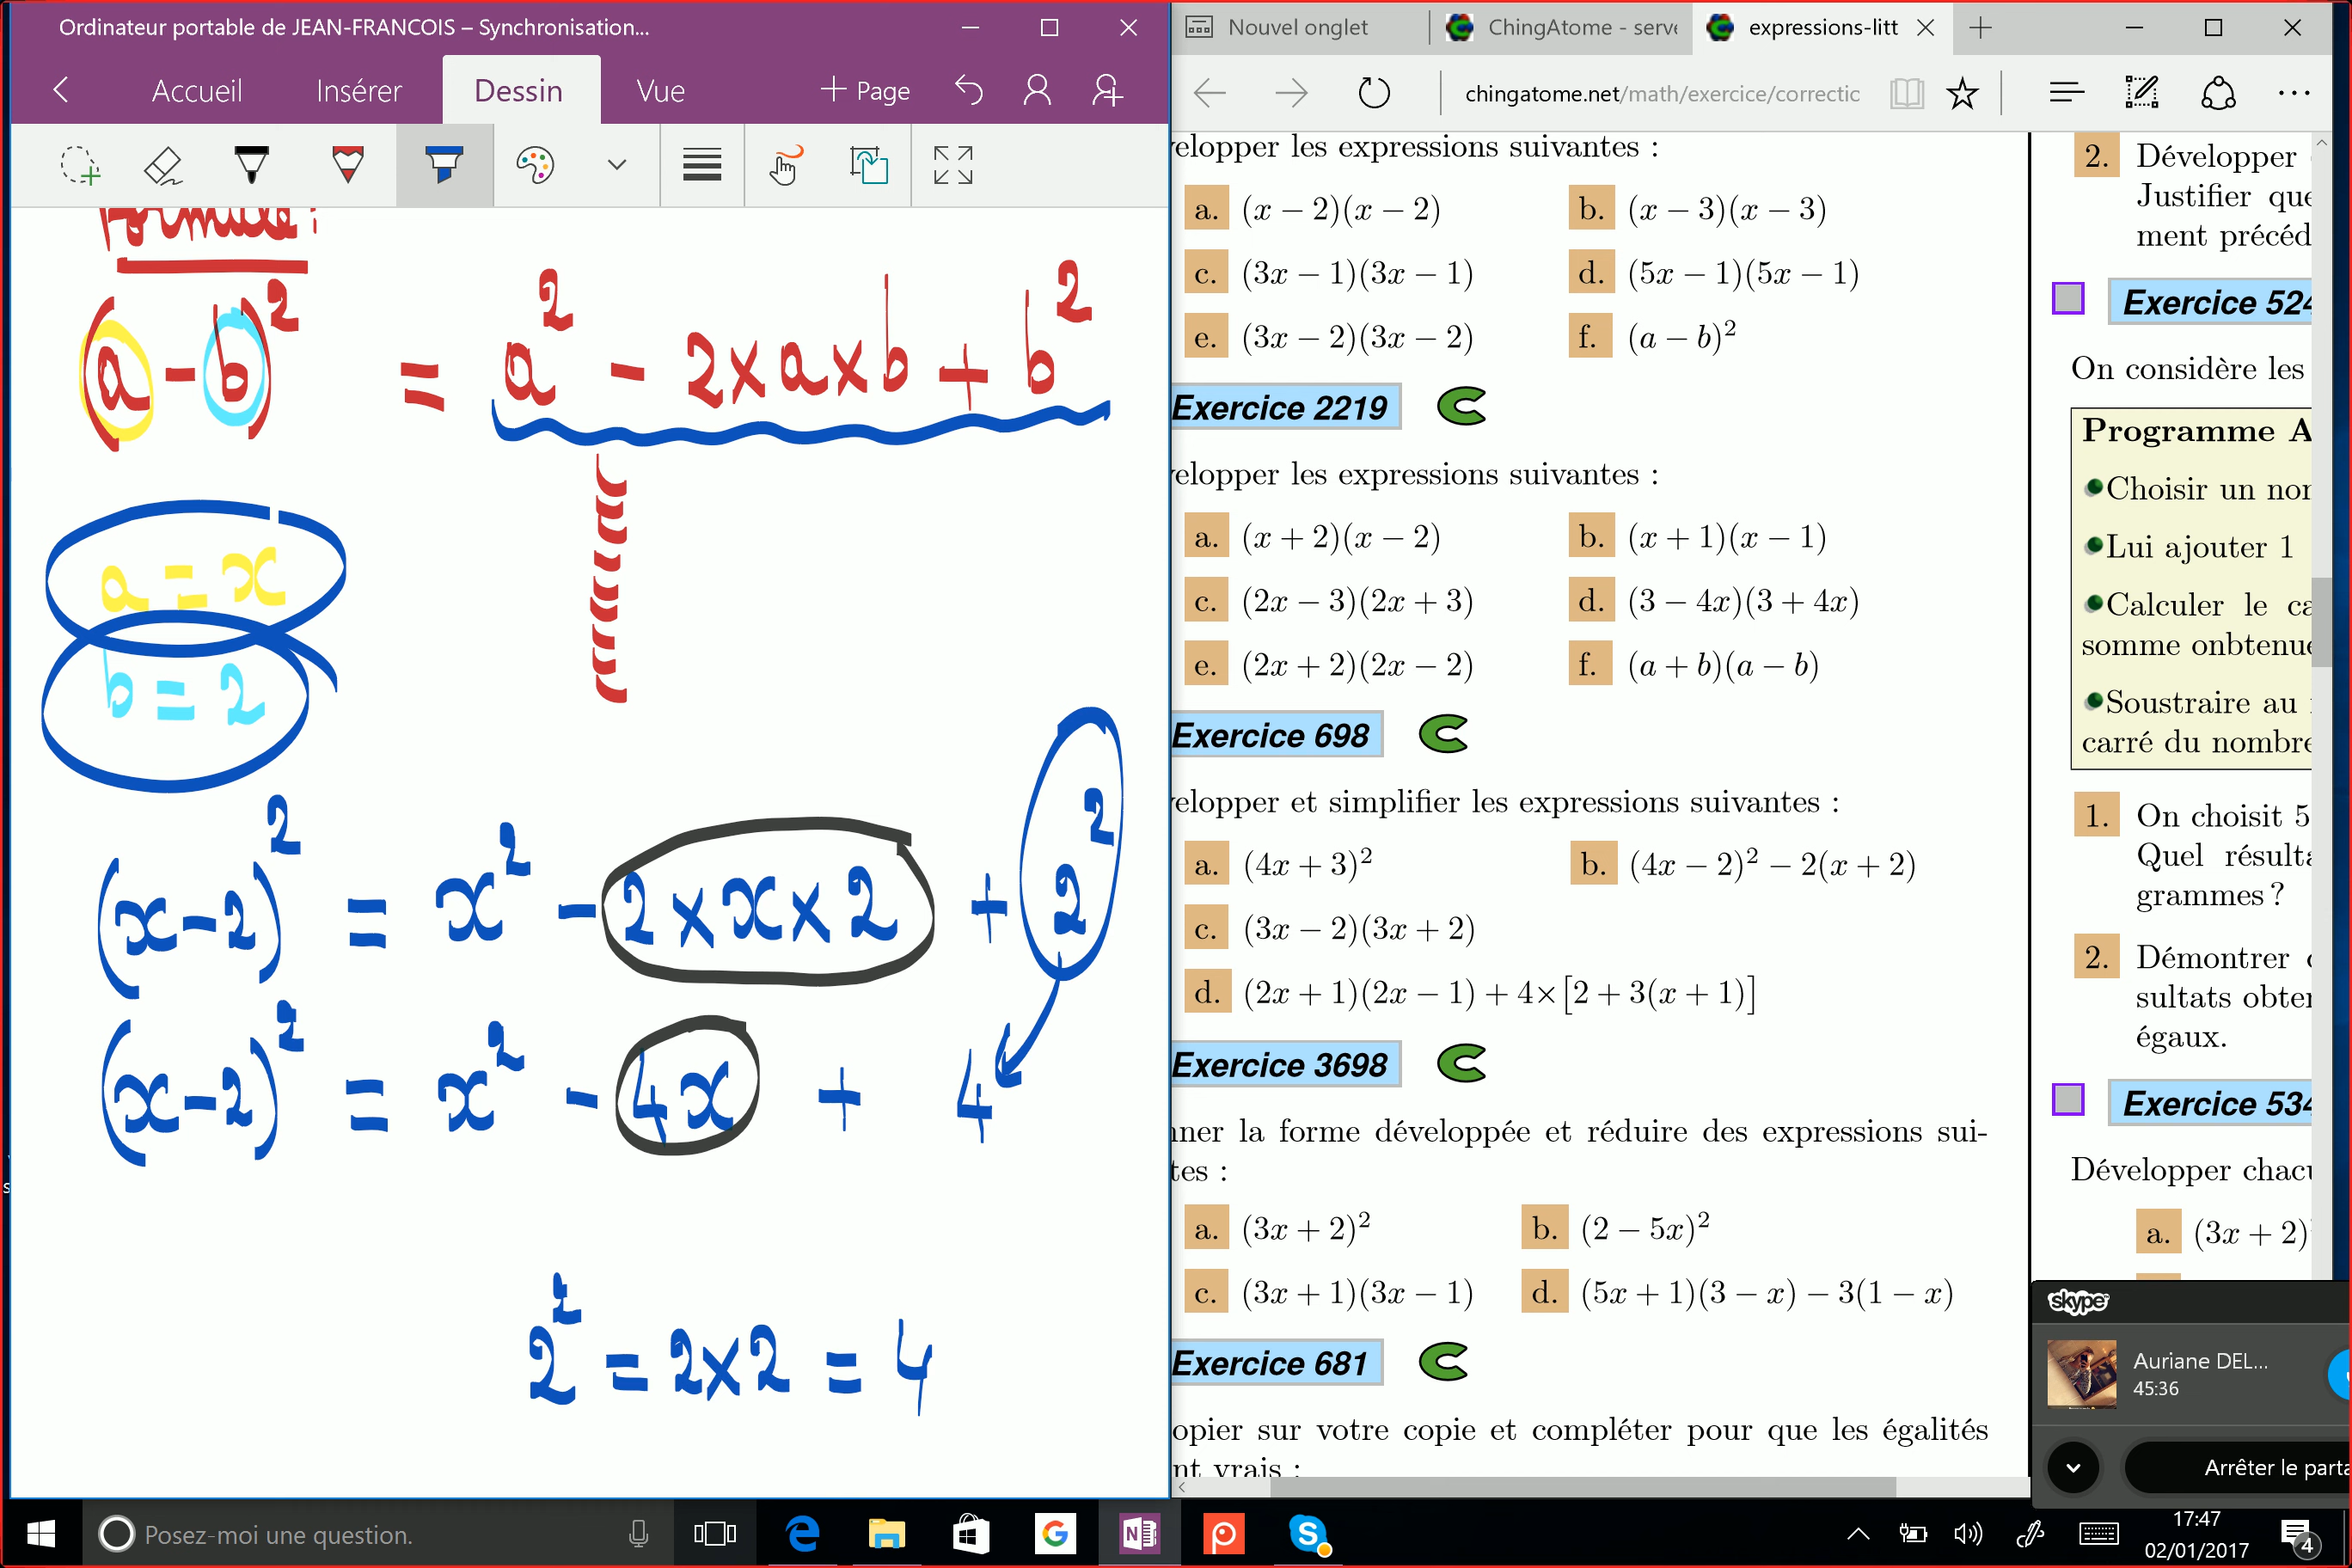 Ordinateur portable de JEAN-FRANCOIS – Synchronisation...
Accueil
Insérer
Dessin
Vue
+ Page
Formule :
(a - b)² = a² - 2×a×b + b²
a = x
b = 2
(x-2)² = x² - 2×x×2 + 2²
(x-2)² = x² - 4x + 4
2² = 2×2 = 4
Nouvel onglet
ChingAtome - serve
expressions-litt
chingatome.net/math/exercice/correctic
velopper les expressions suivantes :
a. (x − 2)(x − 2)
b. (x − 3)(x − 3)
c. (3x − 1)(3x − 1)
d. (5x − 1)(5x − 1)
e. (3x − 2)(3x − 2)
f. (a − b)²
Exercice 2219
velopper les expressions suivantes :
a. (x + 2)(x − 2)
b. (x + 1)(x − 1)
c. (2x − 3)(2x + 3)
d. (3 − 4x)(3 + 4x)
e. (2x + 2)(2x − 2)
f. (a + b)(a − b)
Exercice 698
velopper et simplifier les expressions suivantes :
a. (4x + 3)²
b. (4x − 2)² − 2(x + 2)
c. (3x − 2)(3x + 2)
d. (2x + 1)(2x − 1) + 4×[2 + 3(x + 1)]
Exercice 3698
nner la forme développée et réduire des expressions sui-
tes :
a. (3x + 2)²
b. (2 − 5x)²
c. (3x + 1)(3x − 1)
d. (5x + 1)(3 − x) − 3(1 − x)
Exercice 681
opier sur votre copie et compléter pour que les égalités
nt vrais :
2. Développer
Justifier que
ment précéd
Exercice 524
On considère les
Programme A
Choisir un nor
Lui ajouter 1
Calculer le ca
somme onbtenue
Soustraire au
carré du nombre
1. On choisit 5
Quel résulta
grammes ?
2. Démontrer
sultats obter
égaux.
Exercice 534
Développer chacu
a. (3x + 2)
skype
Auriane DEL...
45:36
Arrêter le parta
Posez-moi une question.
17:47
02/01/2017
4